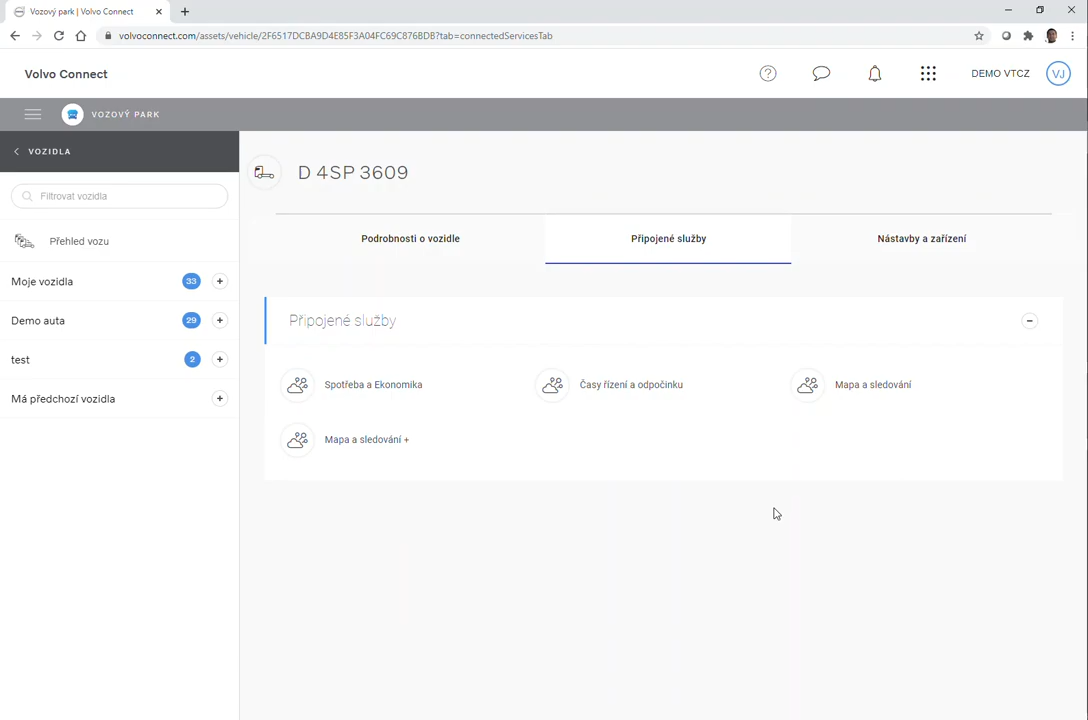 Vozový park | Volvo Connect
volvoconnect.com/assets/vehicle/2F6517DCBA9D4E85F3A04FC69C876BDB?tab=connectedServicesTab
Volvo Connect
DEMO VTCZ
VJ
VOZOVÝ PARK
VOZIDLA
Filtrovat vozidla
Přehled vozu
Moje vozidla 33
Demo auta 29
test 2
Má předchozí vozidla
D 4SP 3609
Podrobnosti o vozidle
Připojené služby
Nástavby a zařízení
Připojené služby
Spotřeba a Ekonomika
Časy řízení a odpočinku
Mapa a sledování
Mapa a sledování +